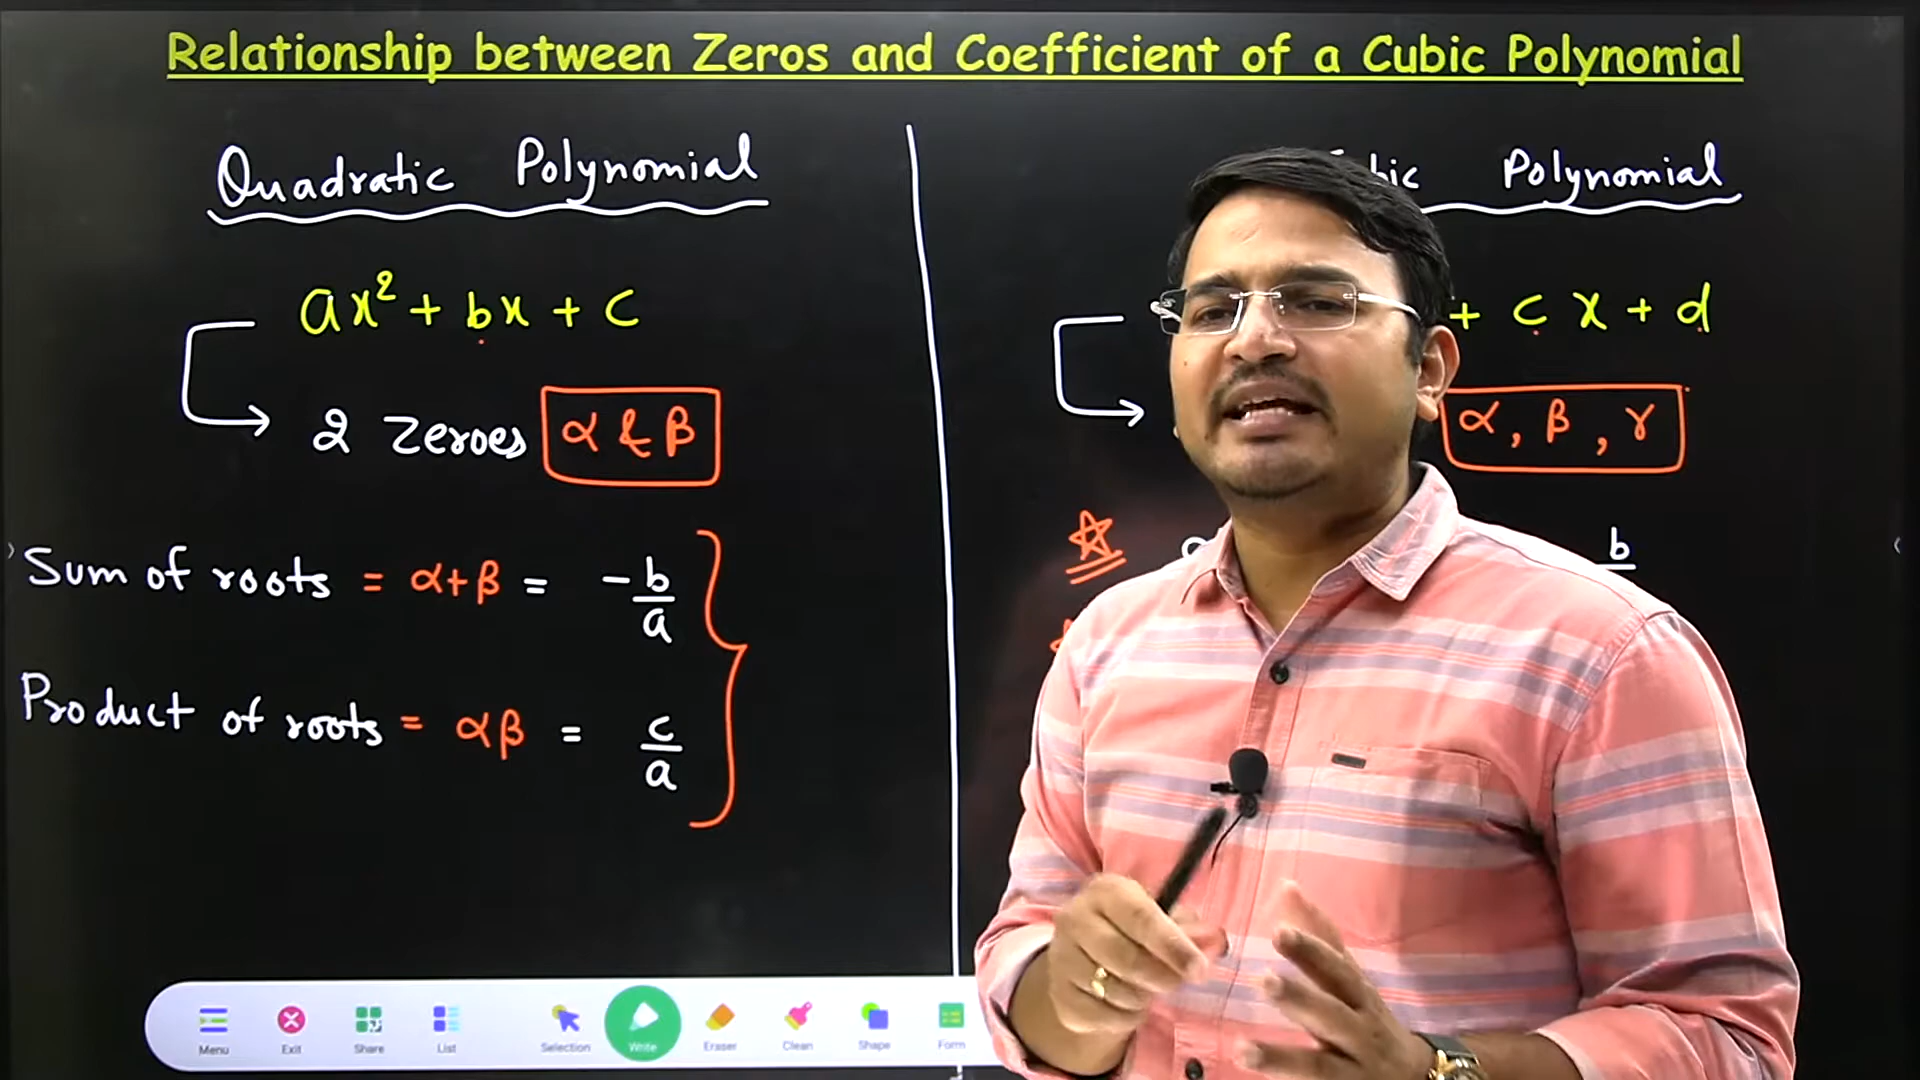 Relationship between Zeros and Coefficient of a Cubic Polynomial
Quadratic Polynomial
ax² + bx + c
2 Zeroes α & β
Sum of roots = α+β = -b/a
Product of roots = αβ = c/a
Polynomial
+ c x + d
α, β, γ
b
Menu Exit Share List Selection Write Eraser Clean Shape Form